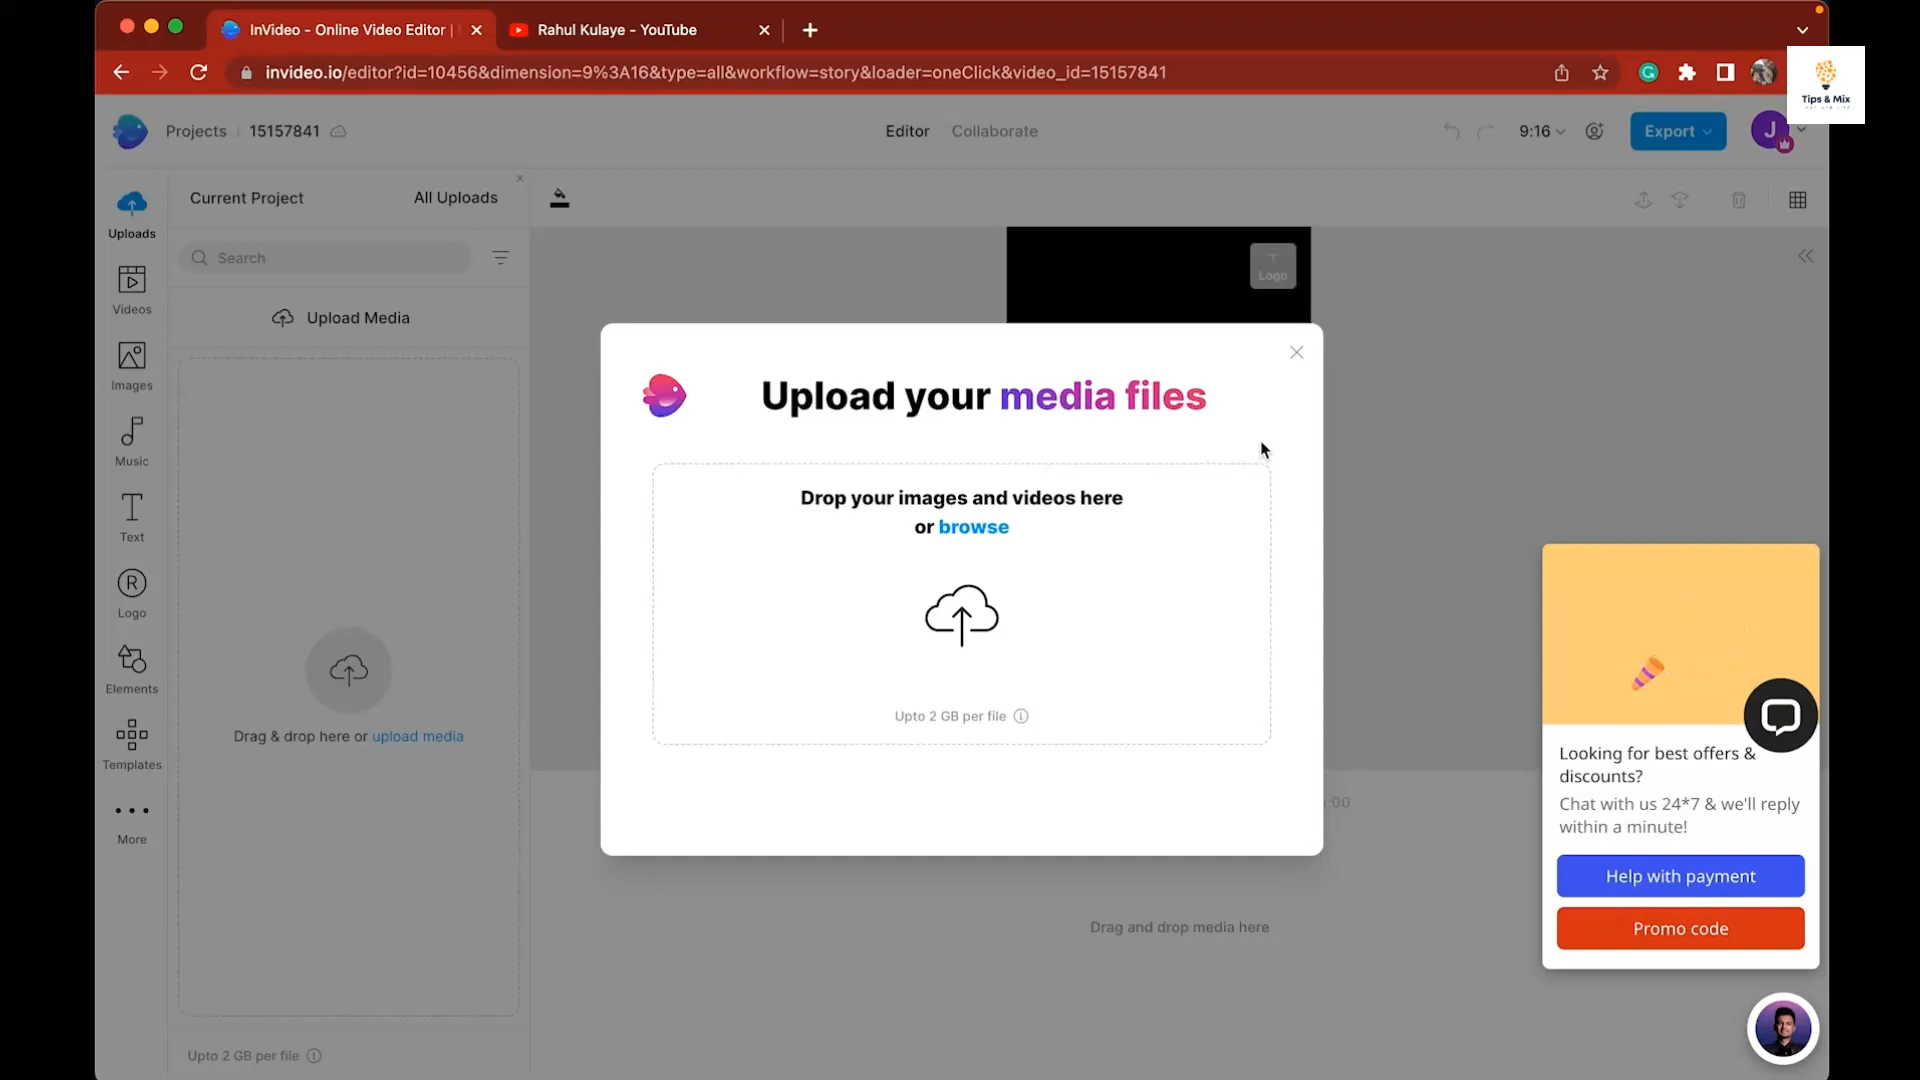 InVideo - Online Video Editor |
Rahul Kulaye - YouTube
invideo.io/editor?id=10456&dimension=9%3A16&type=all&workflow=story&loader=oneClick&video_id=15157841
Tips & Mix
Projects / 15157841
Editor
Collaborate
9:16
Export
J
Uploads
Videos
Images
Music
Text
Logo
Elements
Templates
More
Current Project
All Uploads
Search
Upload Media
Drag & drop here or upload media
Upto 2 GB per file
Logo
Upload your media files
Drop your images and videos here
or browse
Upto 2 GB per file
:00
Drag and drop media here
Looking for best offers &
discounts?
Chat with us 24*7 & we'll reply
within a minute!
Help with payment
Promo code